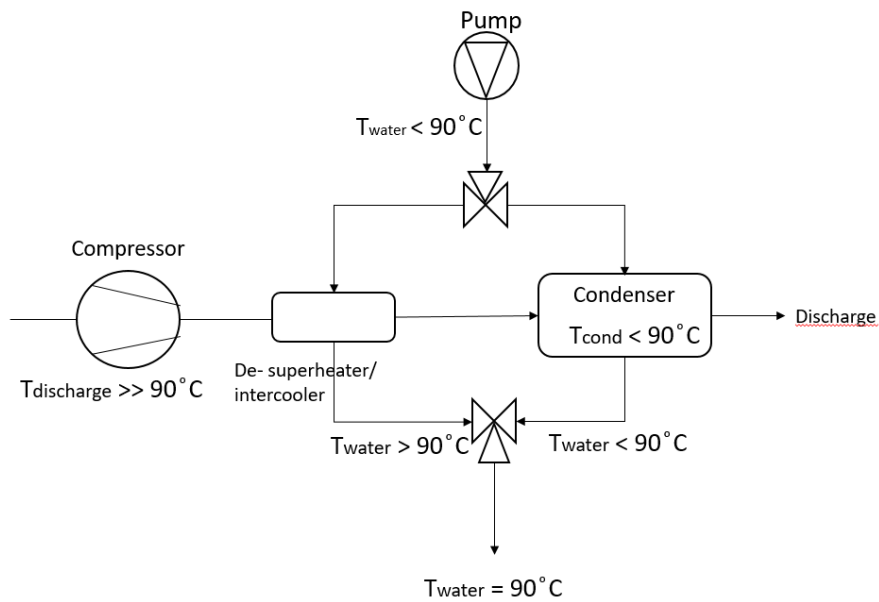 Pump
Twater < 90˚C
Compressor
Condenser
Tcond < 90˚C
Discharge
Tdischarge >> 90˚C
De- superheater/
intercooler
Twater > 90˚C
Twater < 90˚C
Twater = 90˚C